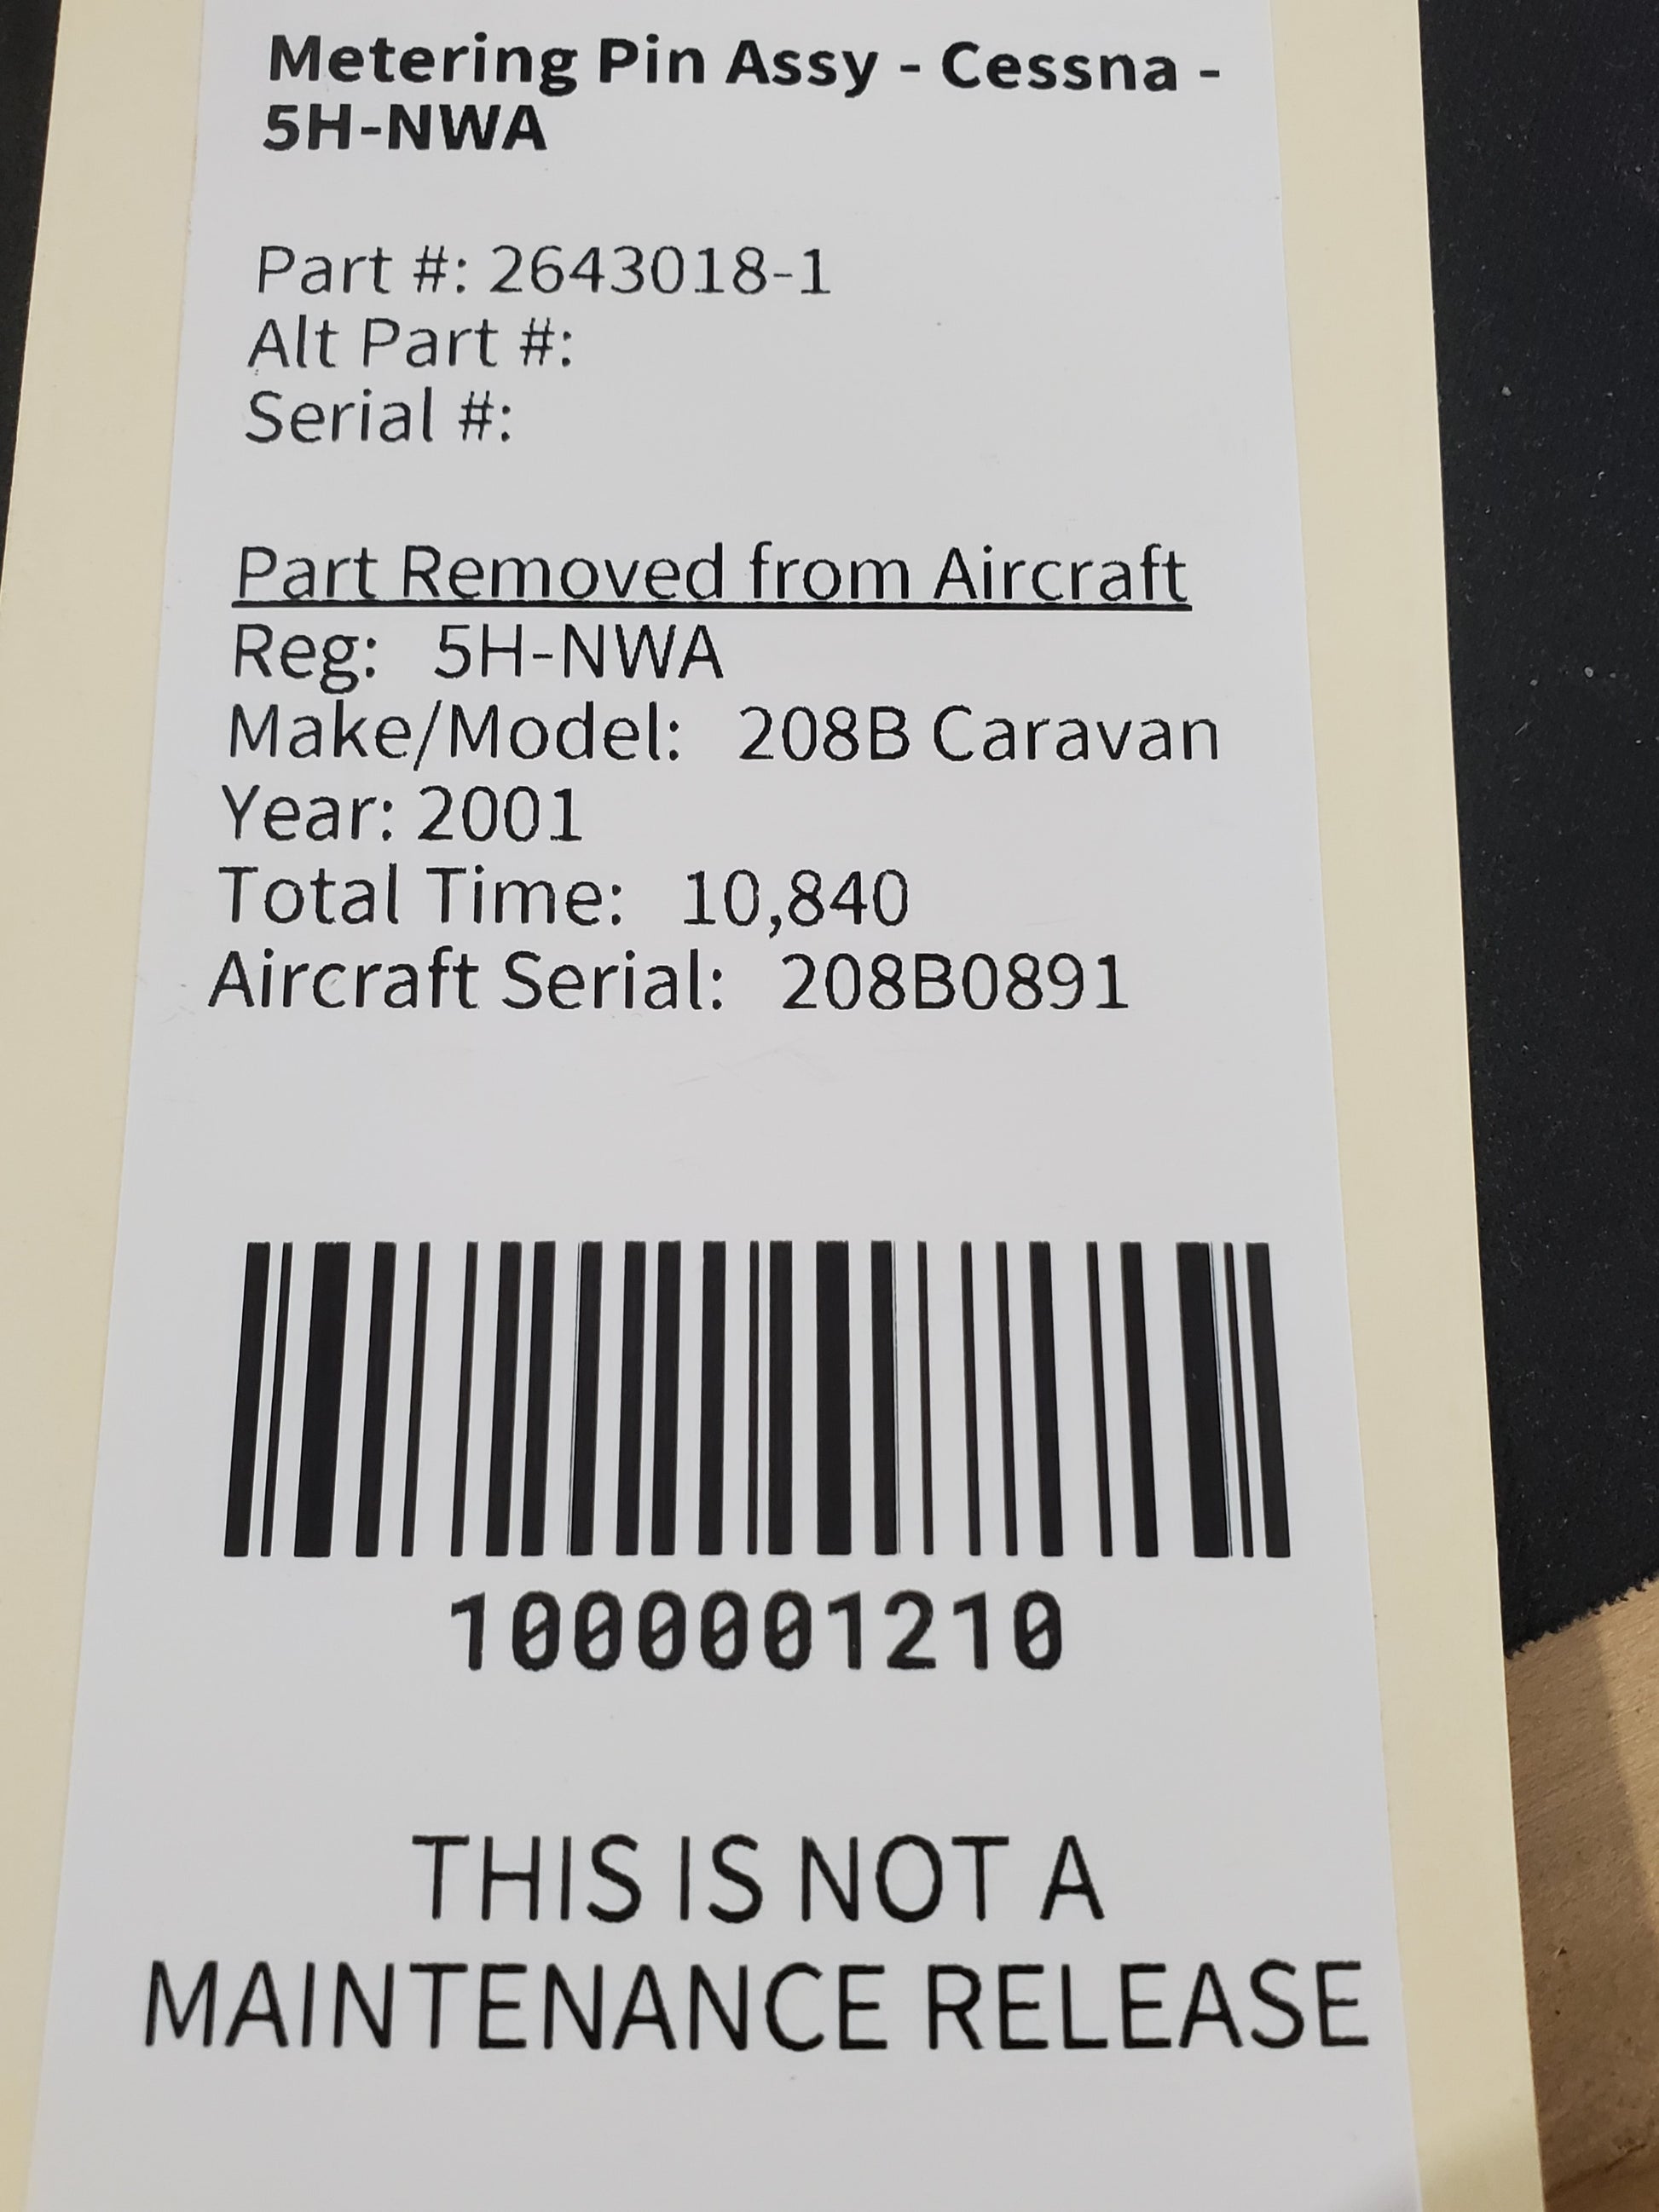 Metering Pin Assy - Cessna -
5H-NWA
Part #: 2643018-1
Alt Part #:
Serial #:
Part Removed from Aircraft
Reg: 5H-NWA
Make/Model: 208B Caravan
Year: 2001
Total Time: 10,840
Aircraft Serial: 208B0891
1000001210
THIS IS NOT A
MAINTENANCE RELEASE